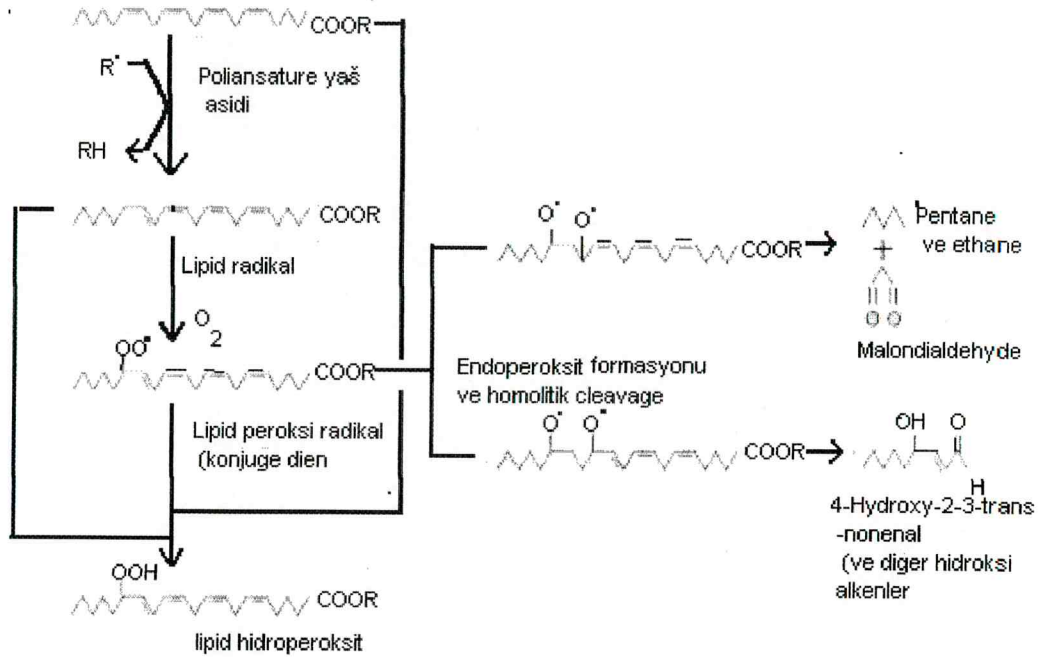 COOR
R•
Poliansature yaš
asidi
RH
COOR
Lipid radikal
O2
OO•
COOR
Lipid peroksi radikal
(konjuge dien
OOH
COOR
lipid hidroperoksit
O• O•
COOR
Pentane
ve ethane
+
O O
Malondialdehyde
Endoperoksit formasyonu
ve homolitik cleavage
O• O•
COOR
OH O
H
4-Hydroxy-2-3-trans
-nonenal
(ve diger hidroksi
alkenler